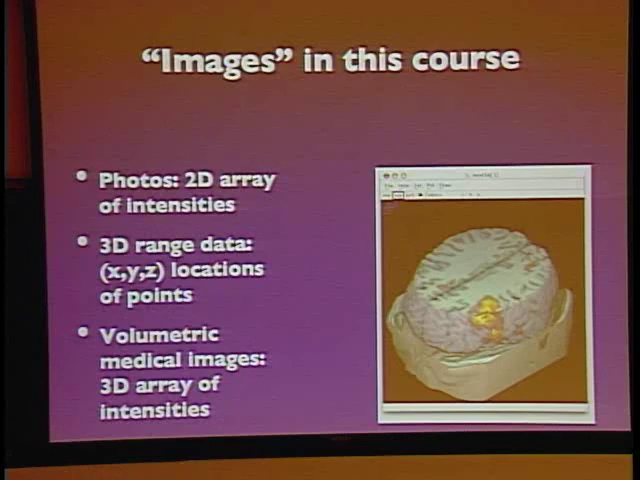 “Images” in this course
• Photos: 2D array
of intensities
• 3D range data:
(x,y,z) locations
of points
• Volumetric
medical images:
3D array of
intensities